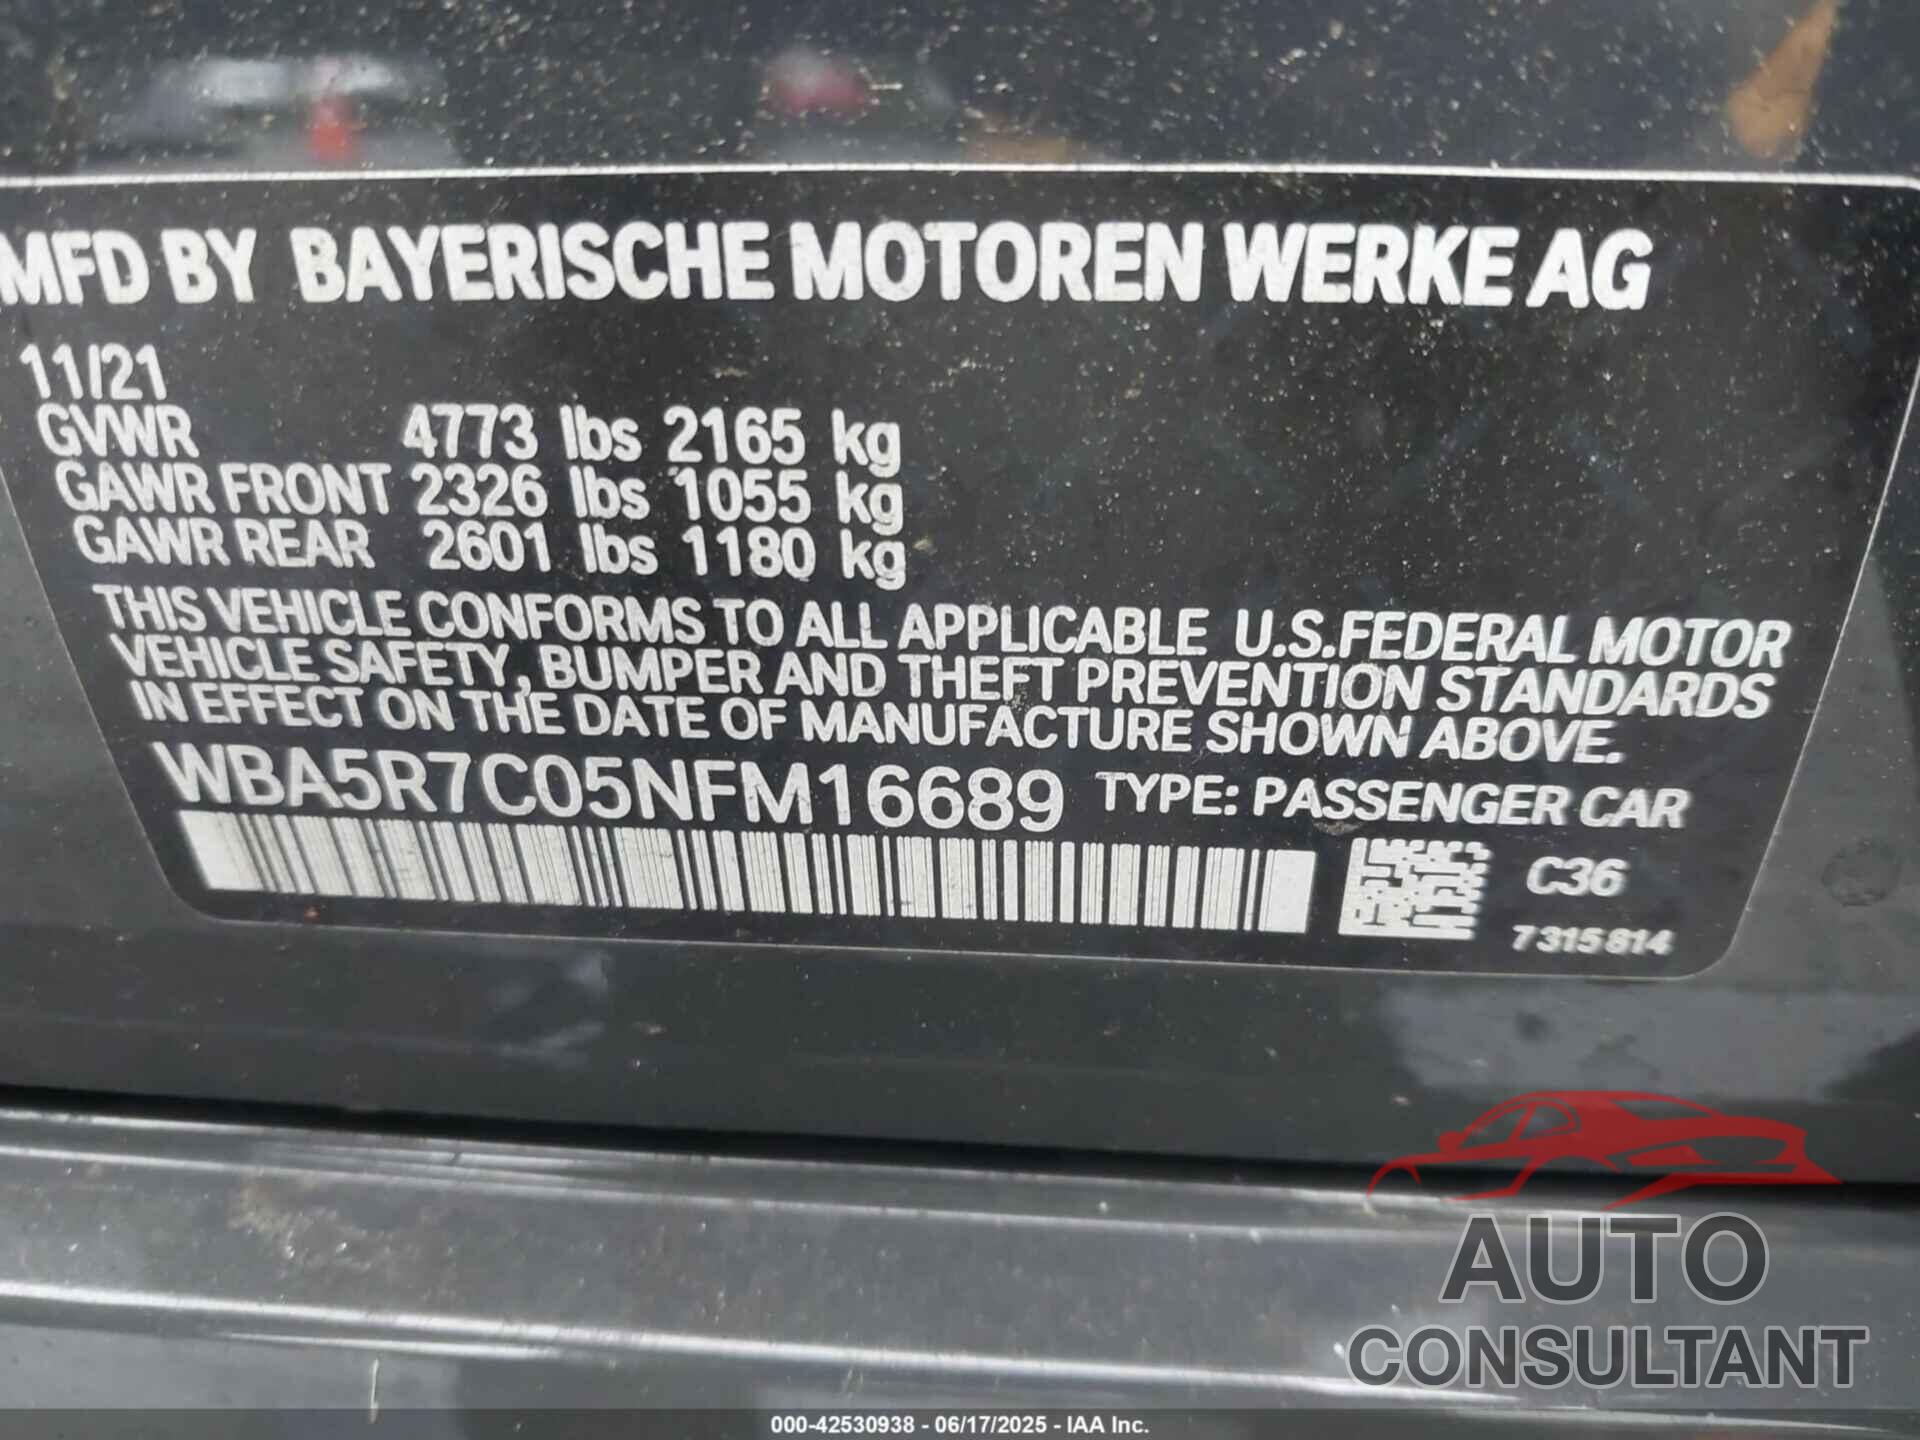 MFD BY BAYERISCHE MOTOREN WERKE AG
11/21
GVWR 4773 lbs 2165 kg
GAWR FRONT 2326 lbs 1055 kg
GAWR REAR 2601 lbs 1180 kg
THIS VEHICLE CONFORMS TO ALL APPLICABLE U.S.FEDERAL MOTOR
VEHICLE SAFETY, BUMPER AND THEFT PREVENTION STANDARDS
IN EFFECT ON THE DATE OF MANUFACTURE SHOWN ABOVE.
WBA5R7C05NFM16689 TYPE: PASSENGER CAR
C36
7315814
AUTO
CONSULTANT
000-42530938 - 06/17/2025 - IAA Inc.